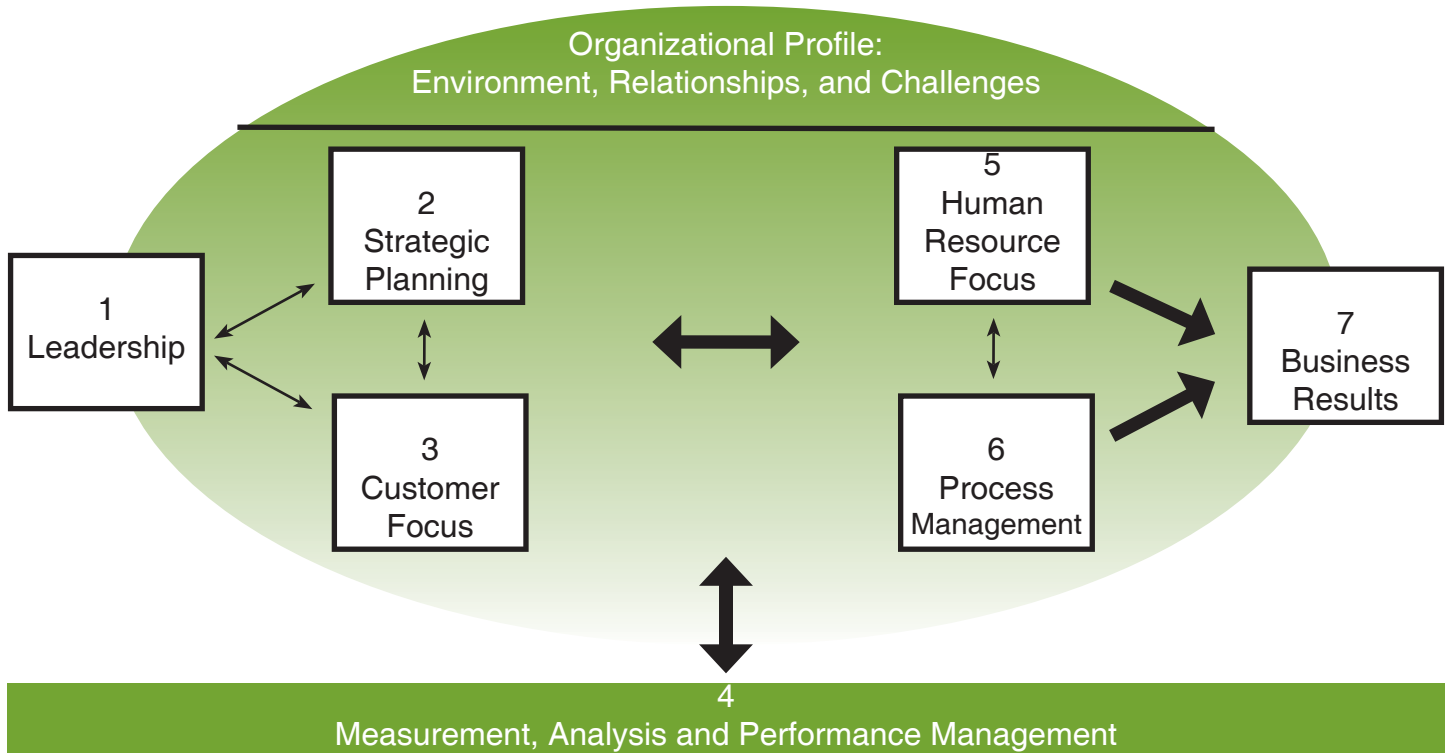 Organizational Profile:
Environment, Relationships, and Challenges
1
Leadership
2
Strategic
Planning
3
Customer
Focus
5
Human
Resource
Focus
6
Process
Management
7
Business
Results
4
Measurement, Analysis and Performance Management